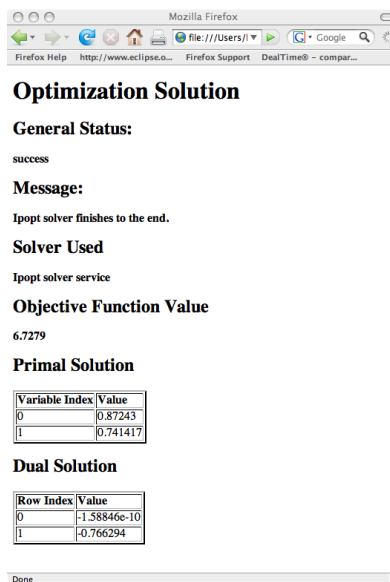 Mozilla Firefox
file:///Users/l
G Google
Firefox Help http://www.eclipse.o... Firefox Support DealTime® – compar...
Optimization Solution
General Status:
success
Message:
Ipopt solver finishes to the end.
Solver Used
Ipopt solver service
Objective Function Value
6.7279
Primal Solution
Variable Index Value
0 0.87243
1 0.741417
Dual Solution
Row Index Value
0 -1.58846e-10
1 -0.766294
Done